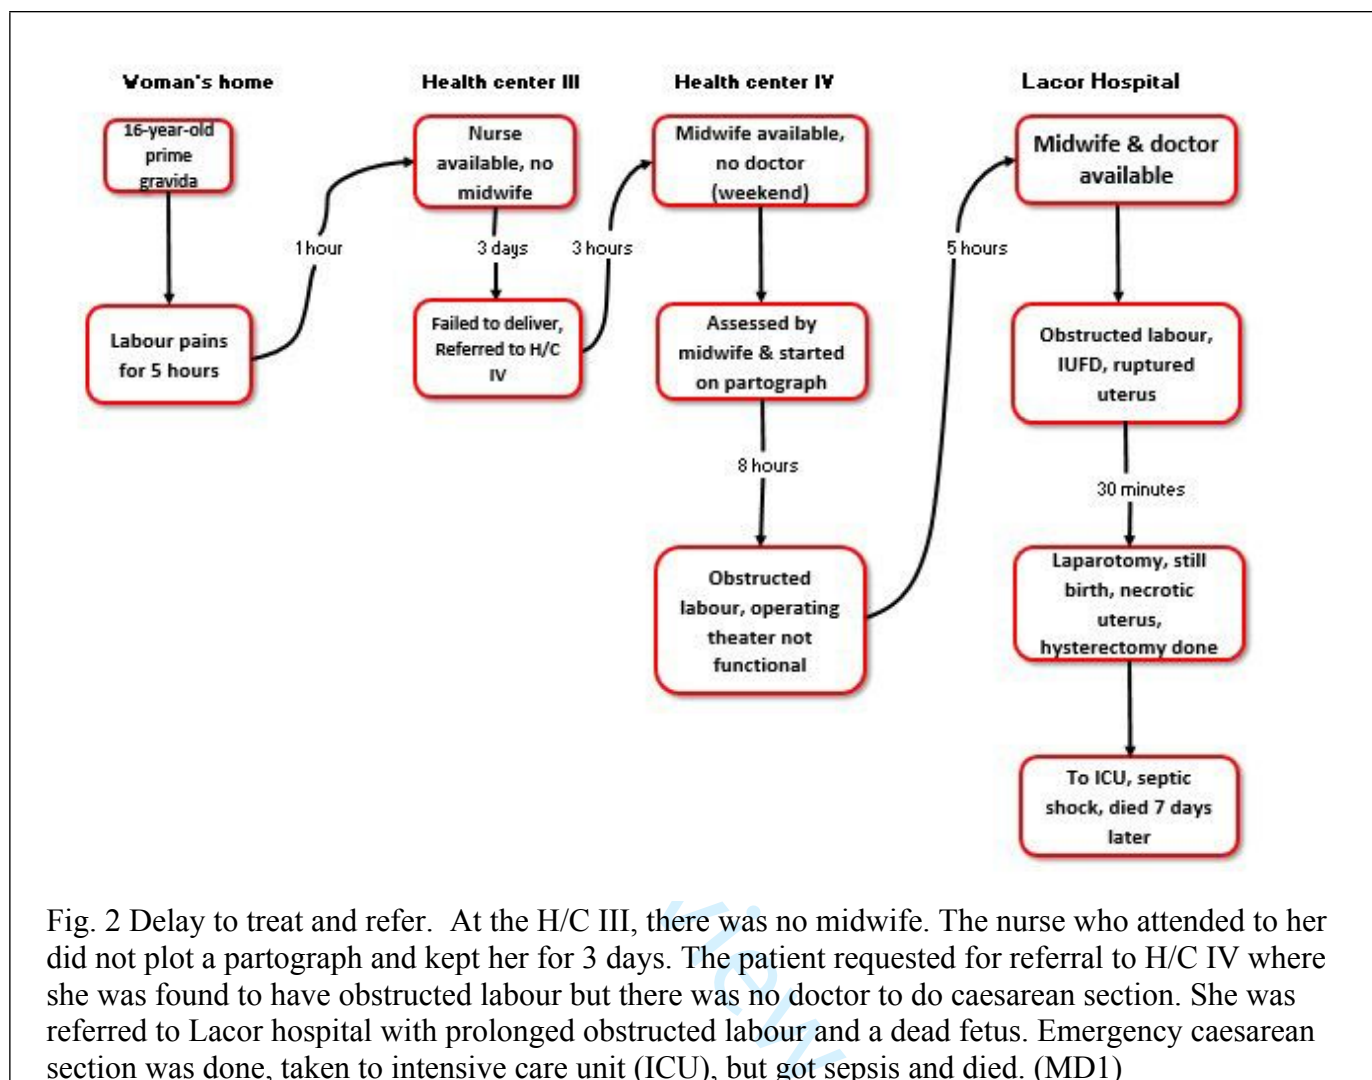 Woman's home
Health center III
Health center IV
Lacor Hospital
16-year-old
prime
gravida
Labour pains
for 5 hours
1 hour
Nurse
available, no
midwife
3 days
Failed to deliver,
Referred to H/C
IV
3 hours
Midwife available,
no doctor
(weekend)
Assessed by
midwife & started
on partograph
8 hours
Obstructed
labour, operating
theater not
functional
5 hours
Midwife & doctor
available
Obstructed labour,
IUFD, ruptured
uterus
30 minutes
Laparotomy, still
birth, necrotic
uterus,
hysterectomy done
To ICU, septic
shock, died 7 days
later
Fig. 2 Delay to treat and refer.  At the H/C III, there was no midwife. The nurse who attended to her
did not plot a partograph and kept her for 3 days. The patient requested for referral to H/C IV where
she was found to have obstructed labour but there was no doctor to do caesarean section. She was
referred to Lacor hospital with prolonged obstructed labour and a dead fetus. Emergency caesarean
section was done, taken to intensive care unit (ICU), but got sepsis and died. (MD1)
view